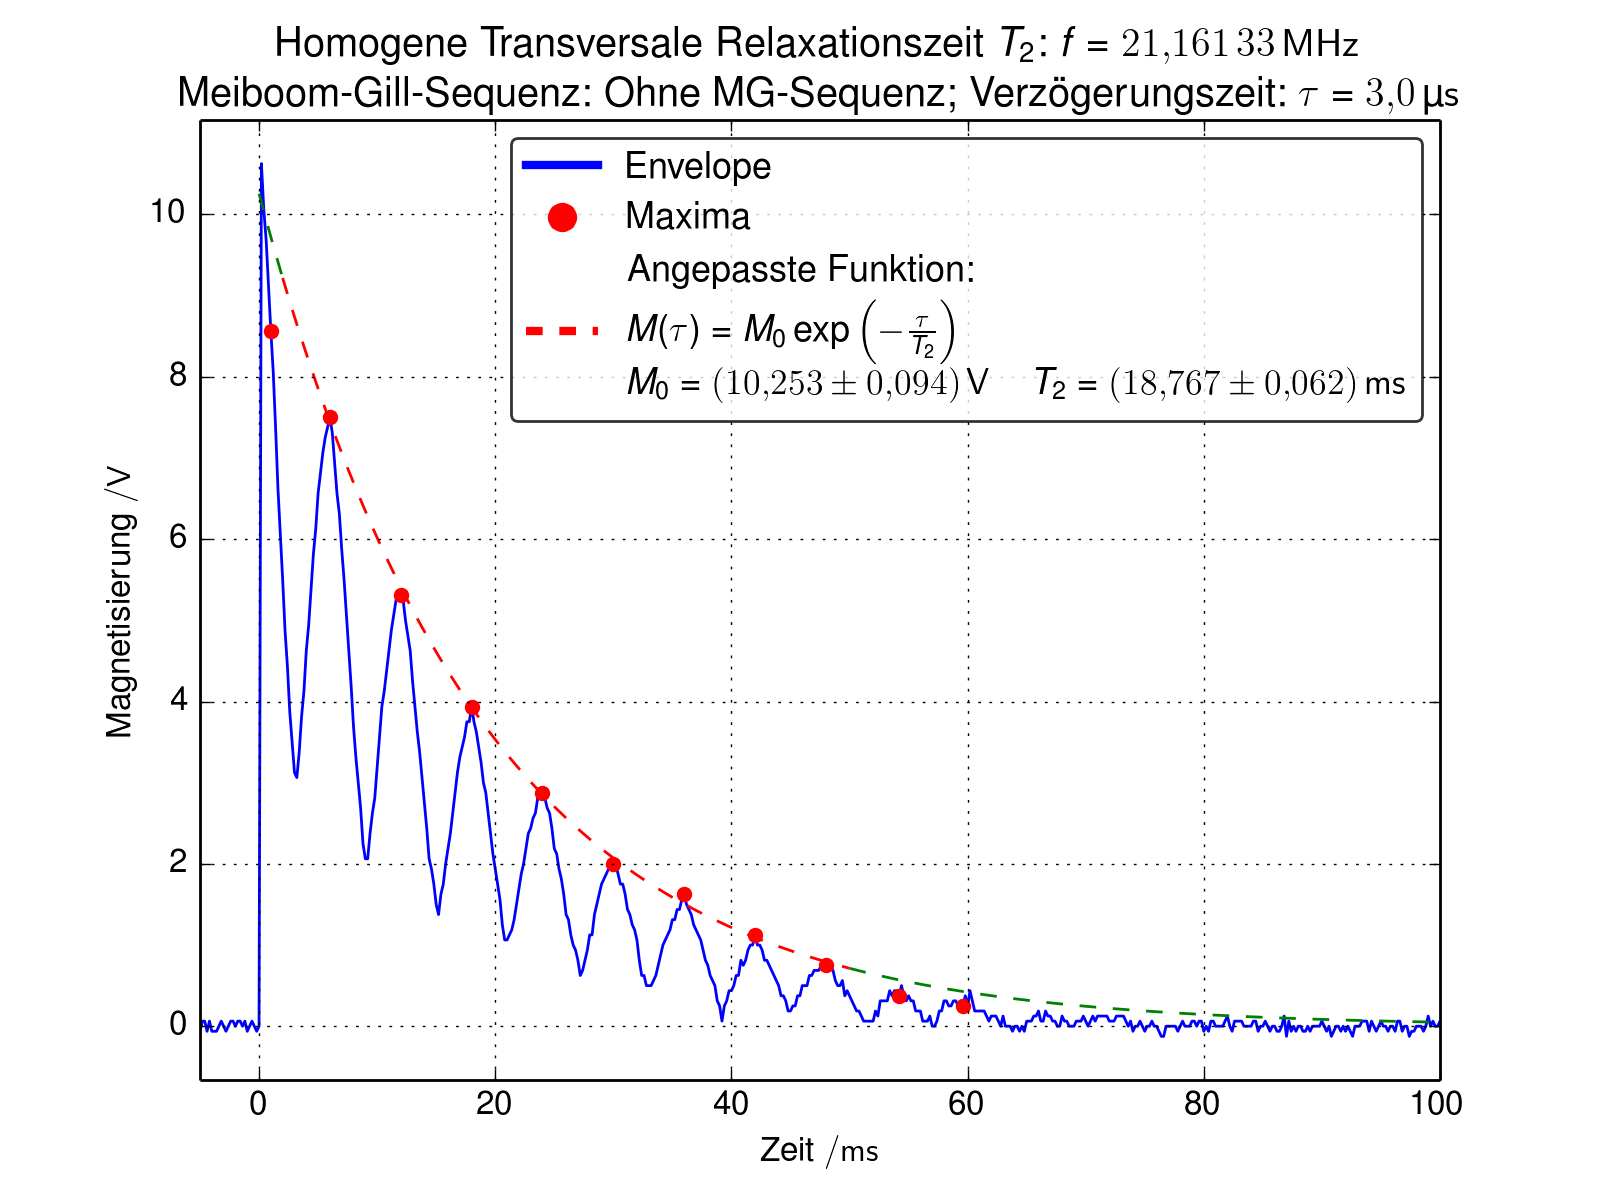 Homogene Transversale Relaxationszeit T₂: f = 21,161 33 MHz
Meiboom-Gill-Sequenz: Ohne MG-Sequenz; Verzögerungszeit: τ = 3,0 µs
Envelope
Maxima
Angepasste Funktion:
M(τ) = M₀ exp(−τ/T₂)
M₀ = (10,253 ± 0,094) V T₂ = (18,767 ± 0,062) ms
Magnetisierung /V
10
8
6
4
2
0
0 20 40 60 80 100
Zeit /ms